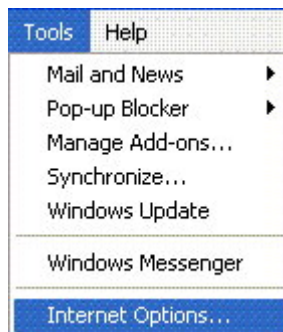 Tools Help
Mail and News
Pop-up Blocker
Manage Add-ons...
Synchronize...
Windows Update
Windows Messenger
Internet Options...